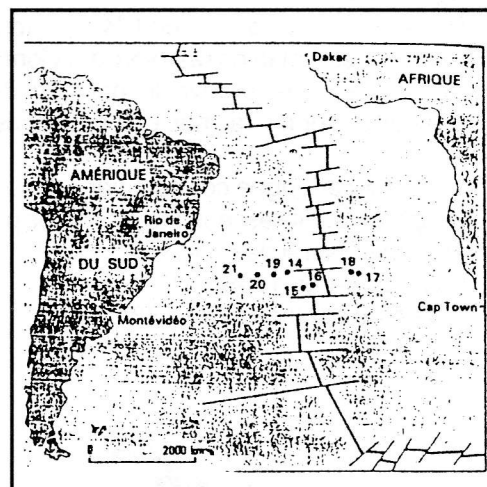 Dakar
AFRIQUE
AMÉRIQUE
Rio de
Janeiro
DU SUD
21
20
19
14
15
16
18
17
Cap Town
Montévidéo
0
2000 km